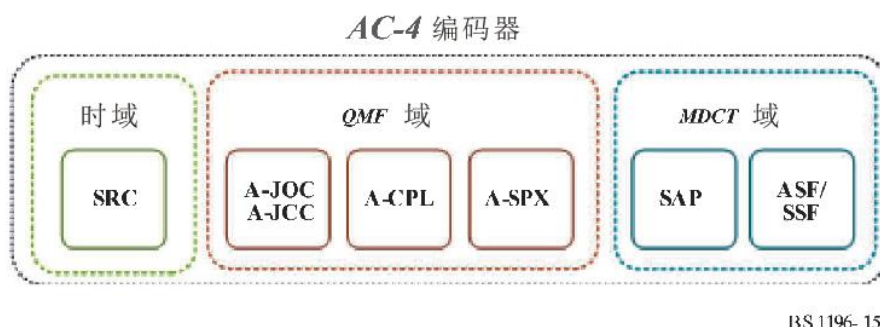 AC-4 编码器
时域
QMF 域
MDCT 域
SRC
A-JOC
A-JCC
A-CPL
A-SPX
SAP
ASF/
SSF
BS 1196-15